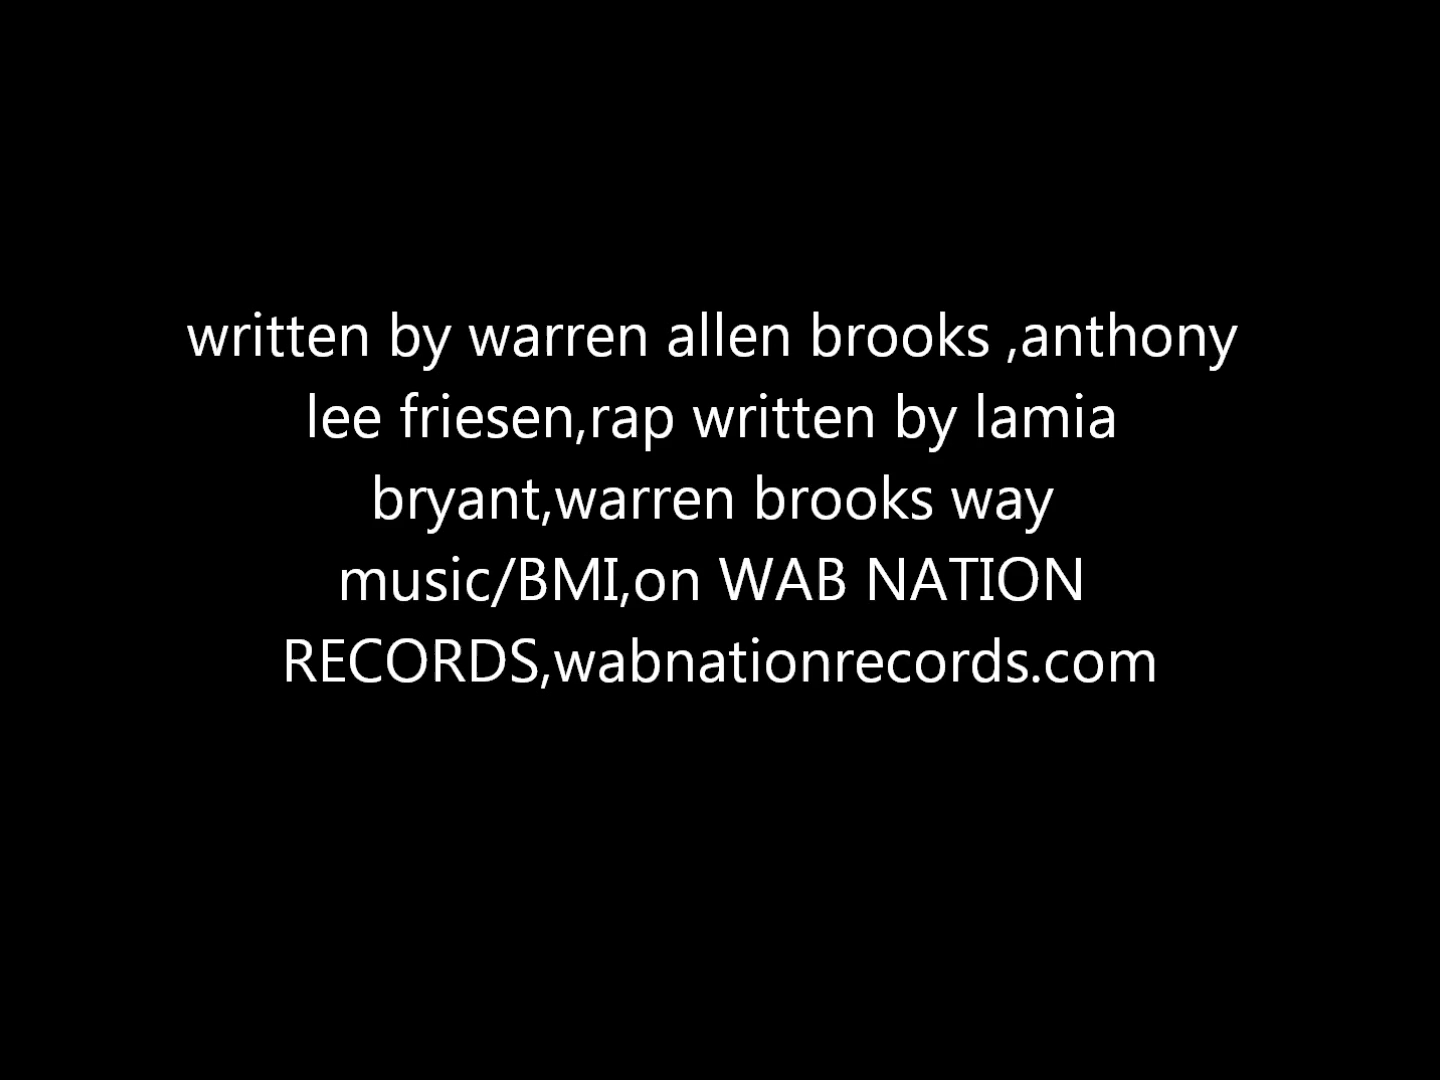 written by warren allen brooks ,anthony
lee friesen,rap written by lamia
bryant,warren brooks way
music/BMI,on WAB NATION
RECORDS,wabnationrecords.com